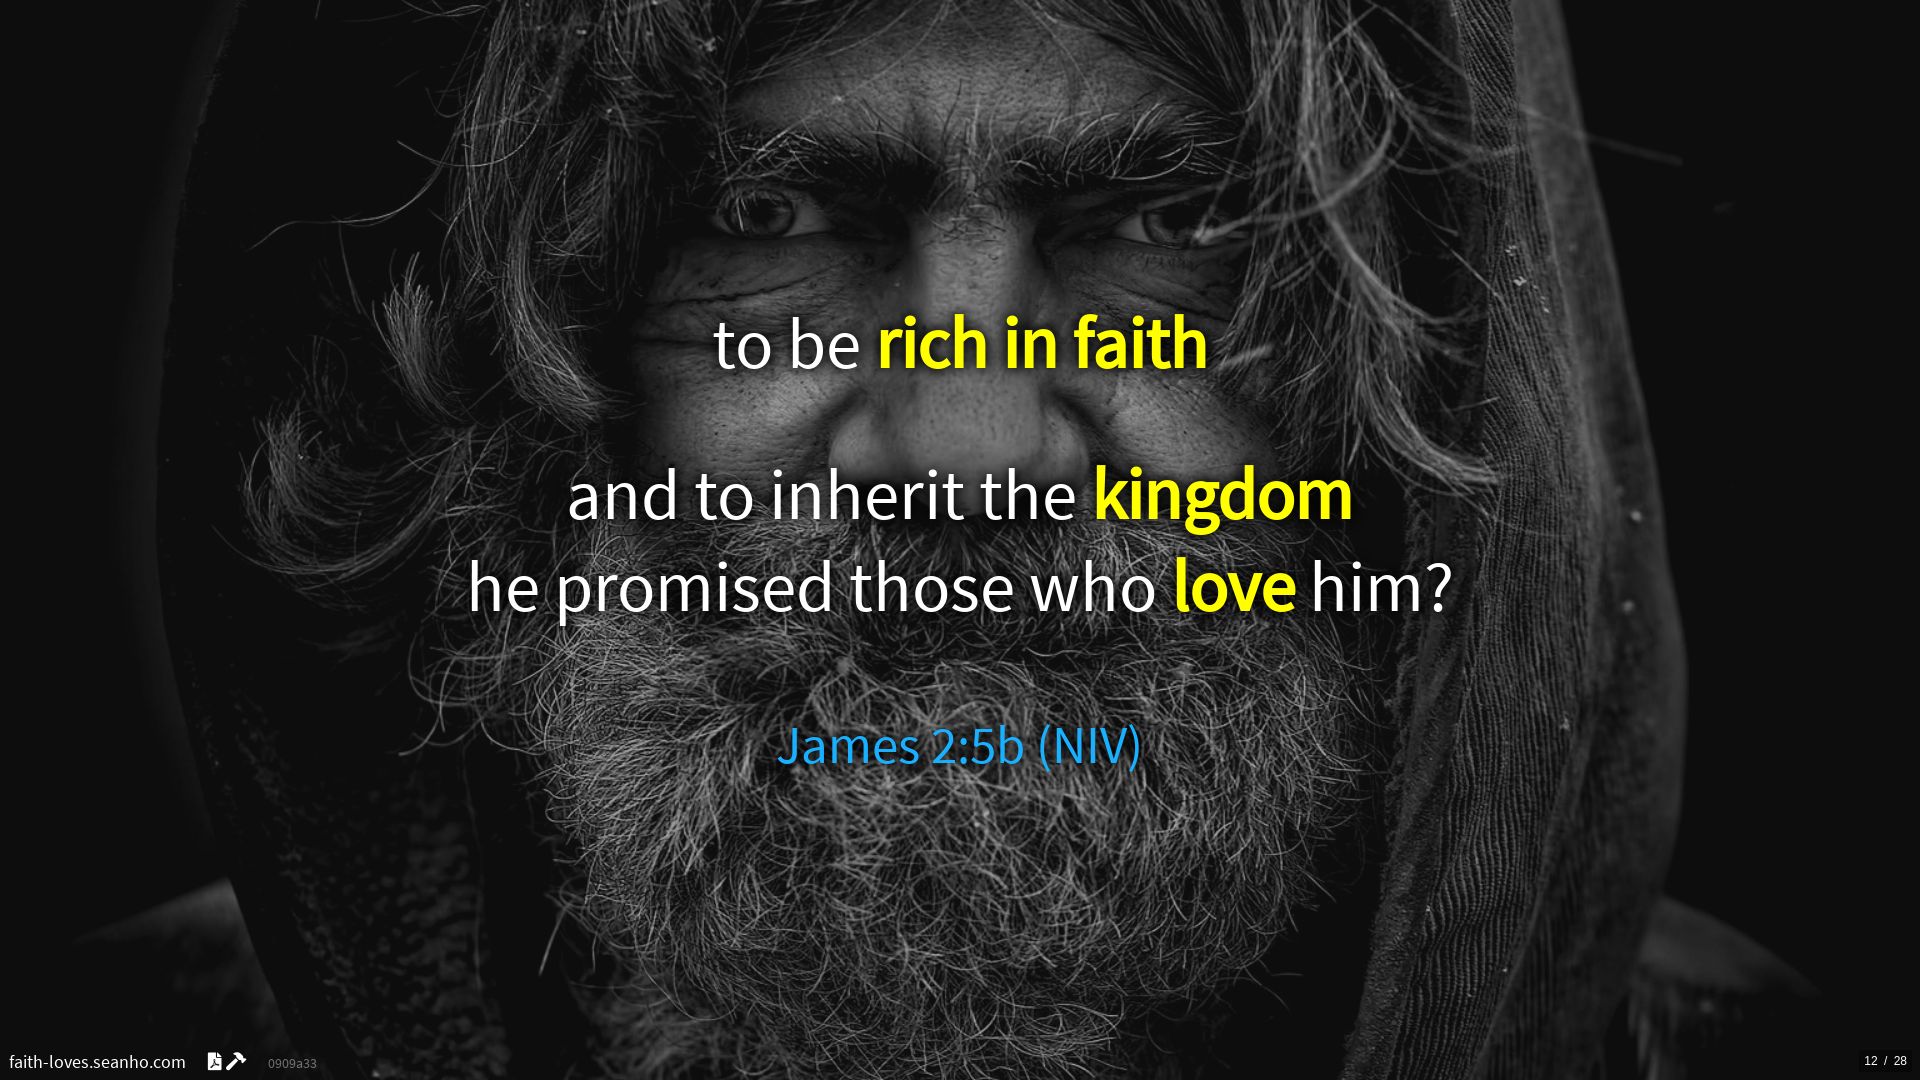 to be rich in faith
and to inherit the kingdom
he promised those who love him?
James 2:5b (NIV)
faith-loves.seanho.com
0909a33
12 / 28